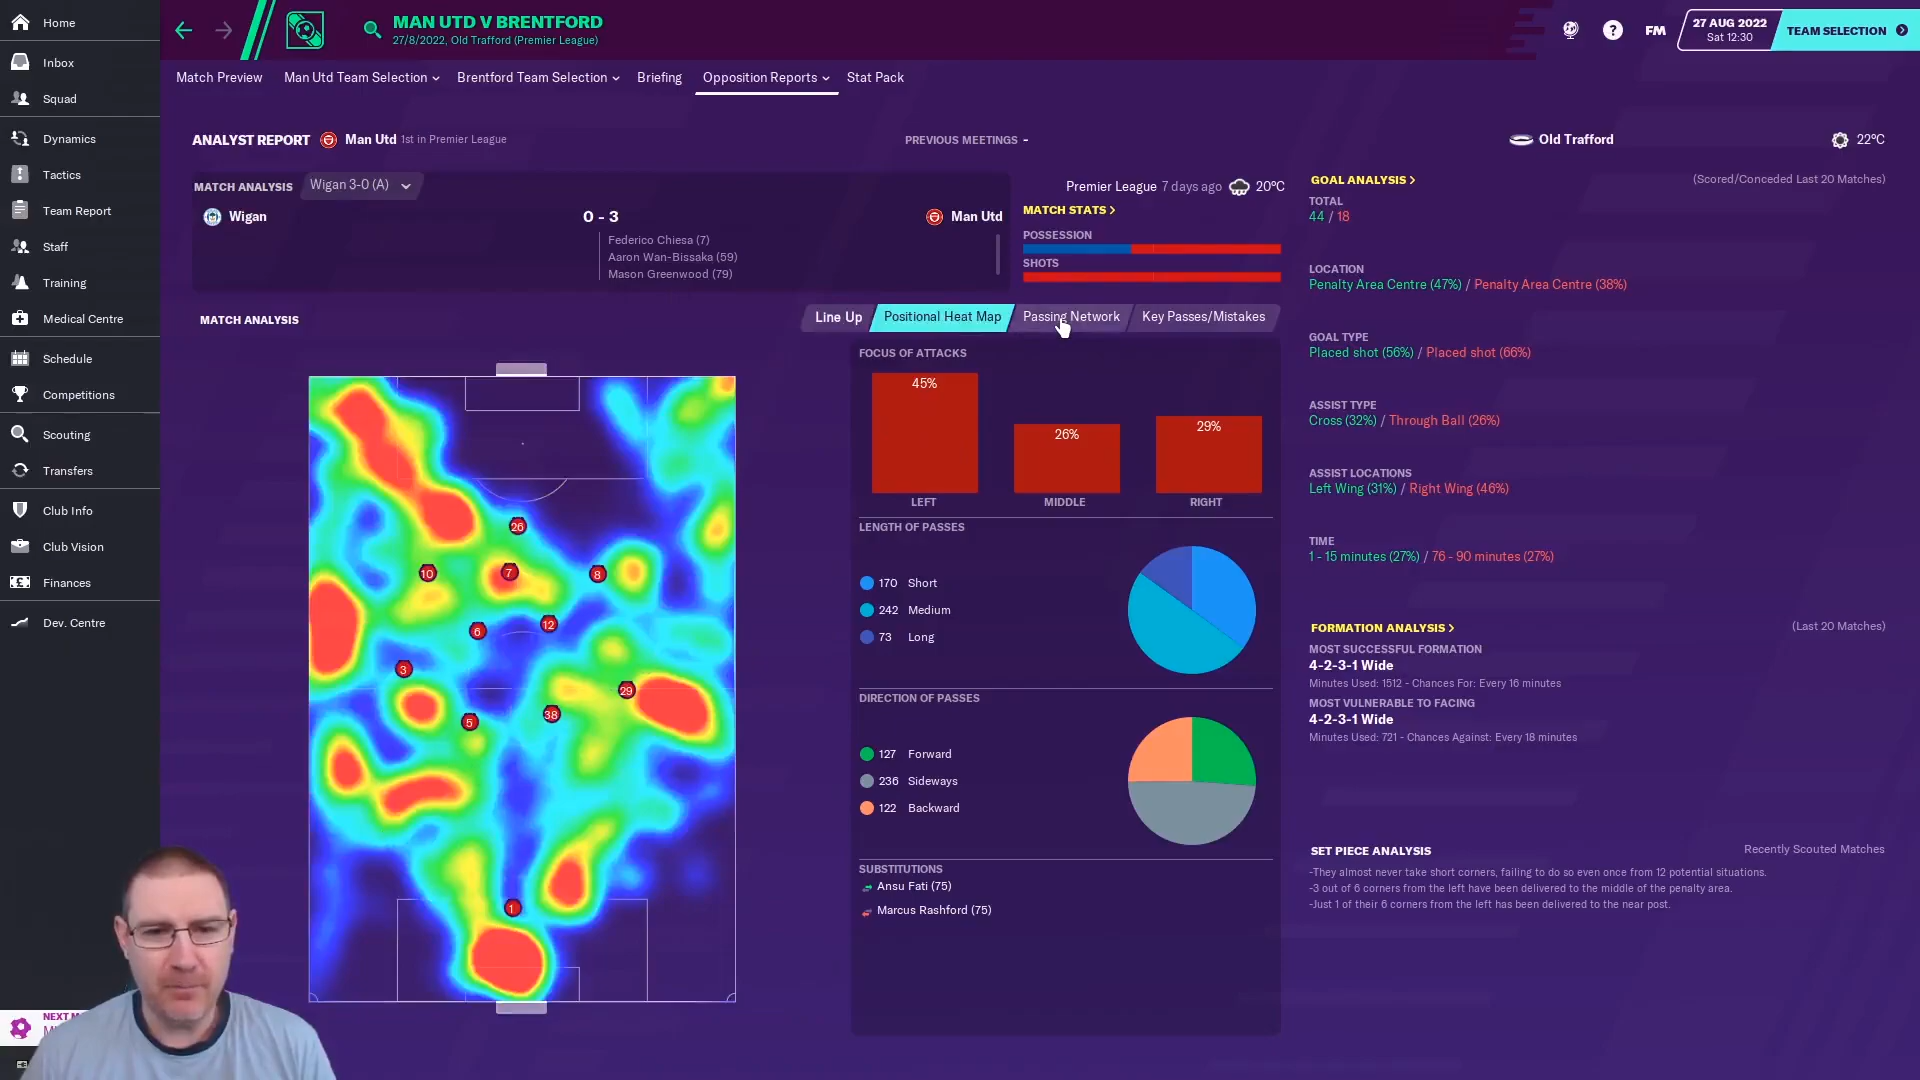 Home
Inbox
Squad
Dynamics
Tactics
Team Report
Staff
Training
Medical Centre
Schedule
Competitions
Scouting
Transfers
Club Info
Club Vision
Finances
Dev. Centre
MAN UTD V BRENTFORD
27/8/2022, Old Trafford (Premier League)
?
FM
27 AUG 2022
Sat 12:30
TEAM SELECTION
Match Preview
Man Utd Team Selection
Brentford Team Selection
Briefing
Opposition Reports
Stat Pack
ANALYST REPORT Man Utd 1st in Premier League
PREVIOUS MEETINGS -
Old Trafford
22°C
MATCH ANALYSIS Wigan 3-0 (A)
Premier League 7 days ago 20°C
Wigan 0 - 3 Man Utd
Federico Chiesa (7)
Aaron Wan-Bissaka (59)
Mason Greenwood (79)
MATCH STATS >
POSSESSION
SHOTS
MATCH ANALYSIS
Line Up
Positional Heat Map
Passing Network
Key Passes/Mistakes
26
10
7
8
6
12
3
29
5
38
1
FOCUS OF ATTACKS
45%
26%
29%
LEFT
MIDDLE
RIGHT
LENGTH OF PASSES
170 Short
242 Medium
73 Long
DIRECTION OF PASSES
127 Forward
236 Sideways
122 Backward
SUBSTITUTIONS
Ansu Fati (75)
Marcus Rashford (75)
GOAL ANALYSIS >
(Scored/Conceded Last 20 Matches)
TOTAL
44 / 18
LOCATION
Penalty Area Centre (47%) / Penalty Area Centre (38%)
GOAL TYPE
Placed shot (56%) / Placed shot (66%)
ASSIST TYPE
Cross (32%) / Through Ball (26%)
ASSIST LOCATIONS
Left Wing (31%) / Right Wing (46%)
TIME
1 - 15 minutes (27%) / 76 - 90 minutes (27%)
FORMATION ANALYSIS >
(Last 20 Matches)
MOST SUCCESSFUL FORMATION
4-2-3-1 Wide
Minutes Used: 1512 - Chances For: Every 16 minutes
MOST VULNERABLE TO FACING
4-2-3-1 Wide
Minutes Used: 721 - Chances Against: Every 18 minutes
SET PIECE ANALYSIS
Recently Scouted Matches
-They almost never take short corners, failing to do so even once from 12 potential situations.
-3 out of 6 corners from the left have been delivered to the middle of the penalty area.
-Just 1 of their 6 corners from the left has been delivered to the near post.
NEXT